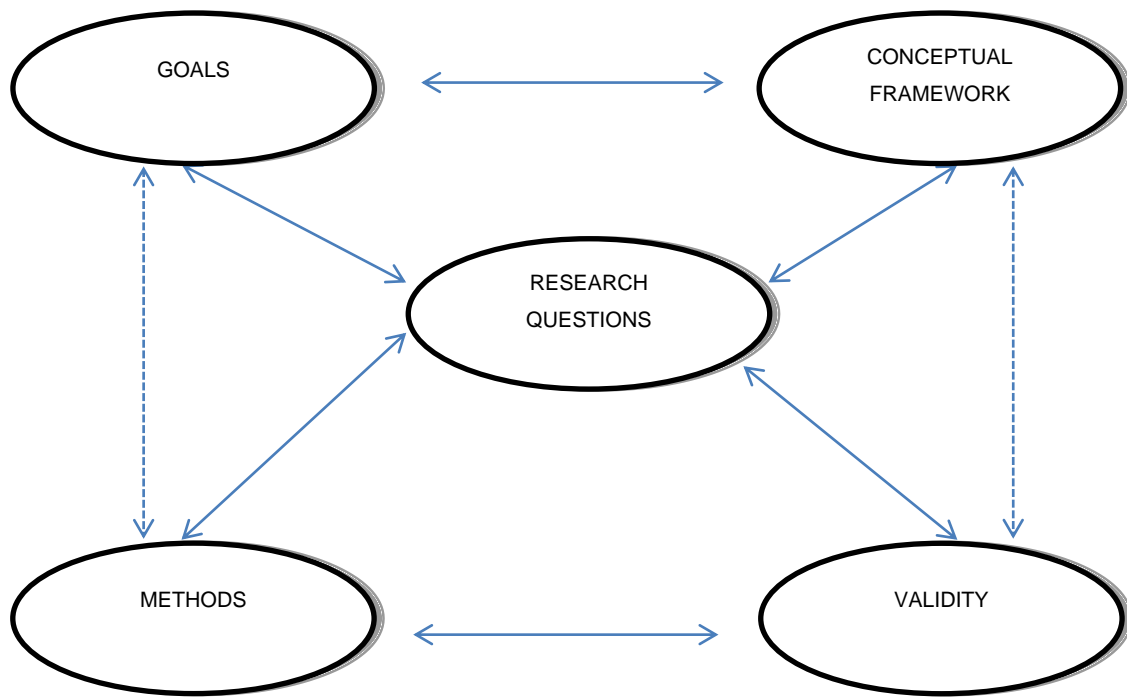 GOALS
CONCEPTUAL
FRAMEWORK
RESEARCH
QUESTIONS
METHODS
VALIDITY